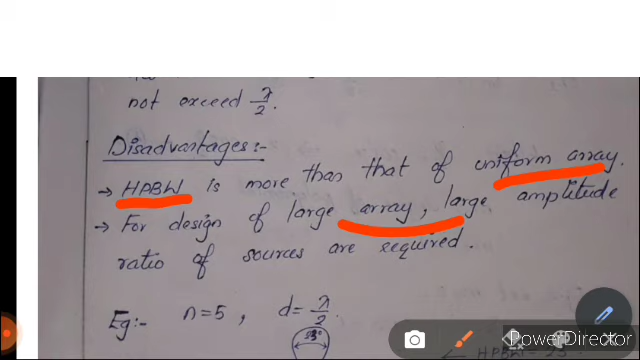 not exceed λ/2.
Disadvantages:-
→ HPBW is more than that of uniform array.
→ For design of large array, large amplitude
ratio of sources are required.
Eg:- n=5, d=λ/2.
PowerDirector